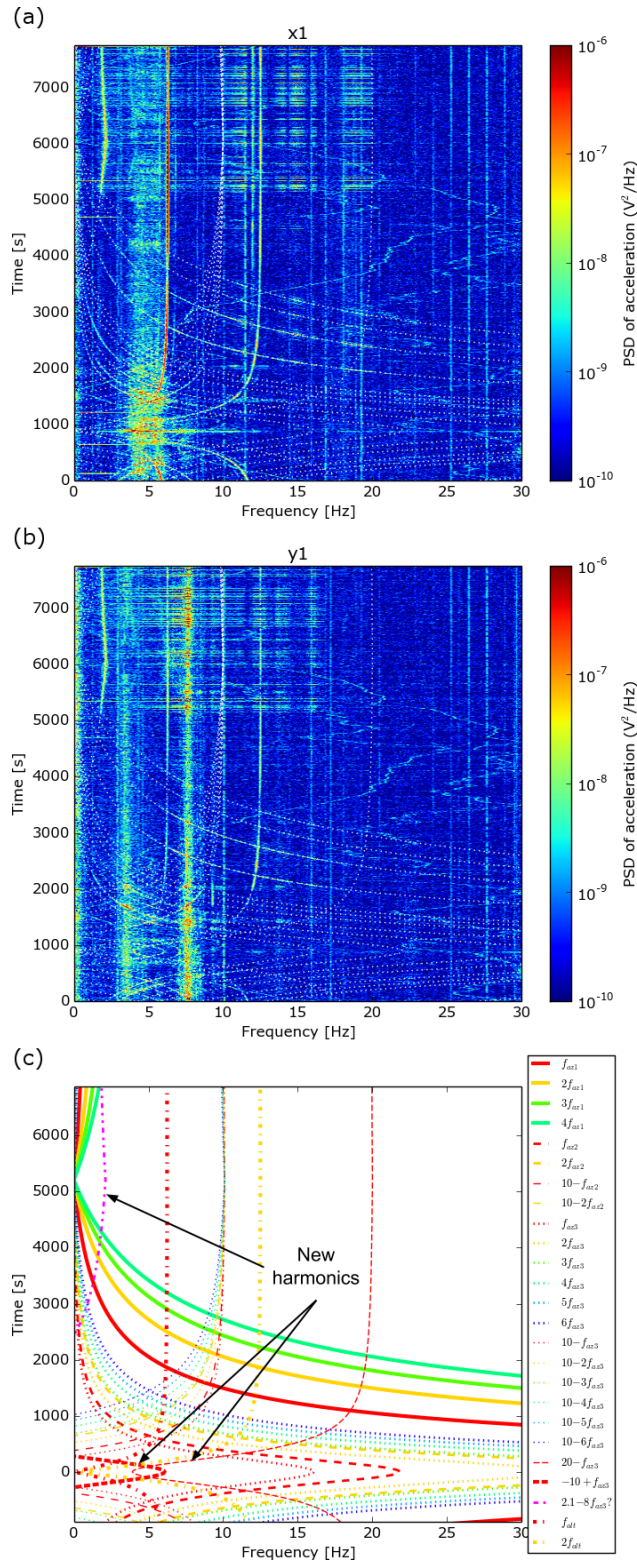 (a)
x1
7000
6000
5000
4000
3000
2000
1000
0
Time [s]
0 5 10 15 20 25 30
Frequency [Hz]
10⁻⁶
10⁻⁷
10⁻⁸
10⁻⁹
10⁻¹⁰
PSD of acceleration (V²/Hz)
(b)
y1
7000
6000
5000
4000
3000
2000
1000
0
Time [s]
0 5 10 15 20 25 30
Frequency [Hz]
10⁻⁶
10⁻⁷
10⁻⁸
10⁻⁹
10⁻¹⁰
PSD of acceleration (V²/Hz)
(c)
6000
5000
4000
3000
2000
1000
0
Time [s]
0 5 10 15 20 25 30
Frequency [Hz]
New
harmonics
f_az1
2f_az1
3f_az1
4f_az1
f_az2
2f_az2
10−f_az2
10−2f_az2
f_az3
2f_az3
3f_az3
4f_az3
5f_az3
6f_az3
10−f_az3
10−2f_az3
10−3f_az3
10−4f_az3
10−5f_az3
10−6f_az3
20−f_az3
−10+f_az3
2.1−8f_az3?
f_alt
2f_alt